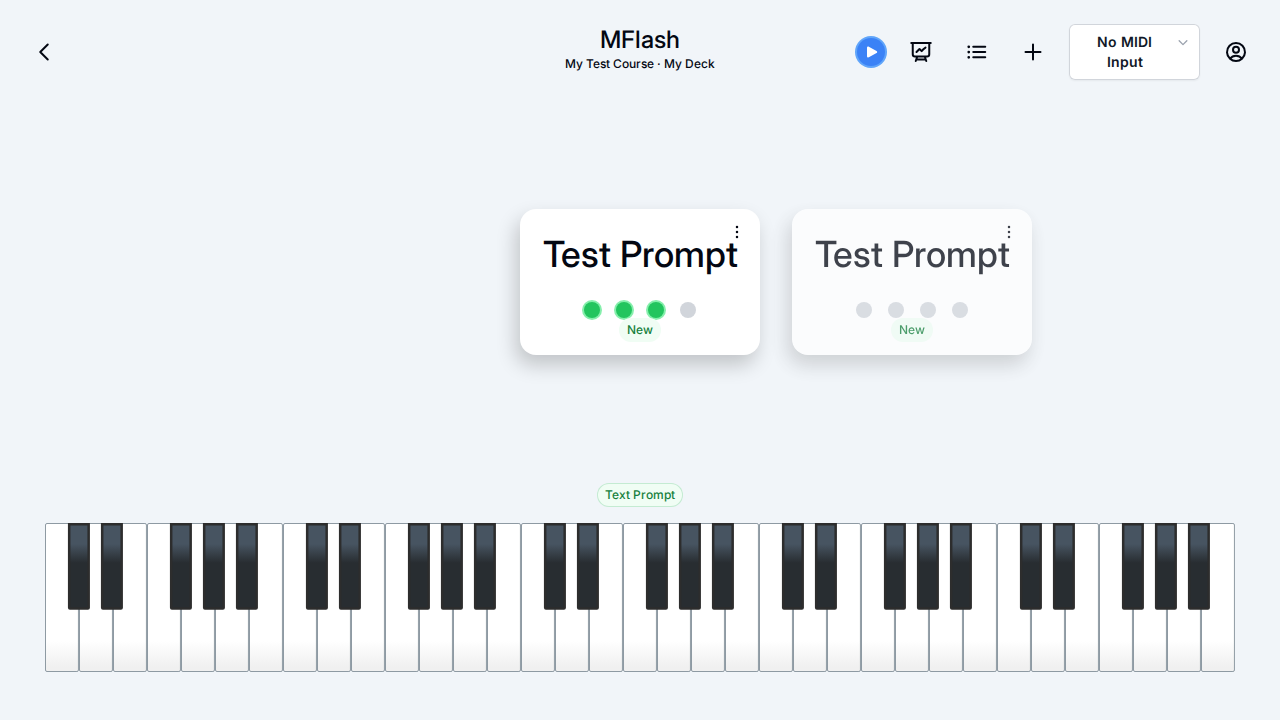 MFlash
My Test Course · My Deck
No MIDI
Input
Test Prompt
New
Test Prompt
New
Text Prompt